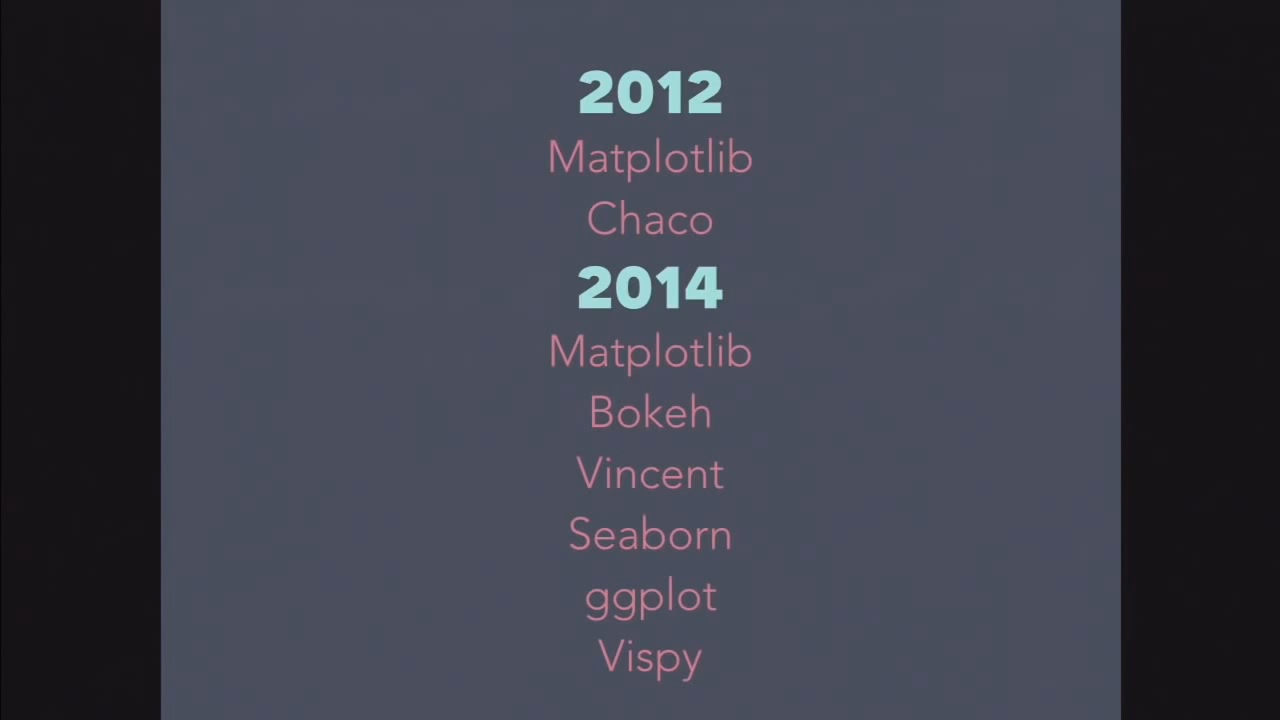 2012
Matplotlib
Chaco
2014
Matplotlib
Bokeh
Vincent
Seaborn
ggplot
Vispy